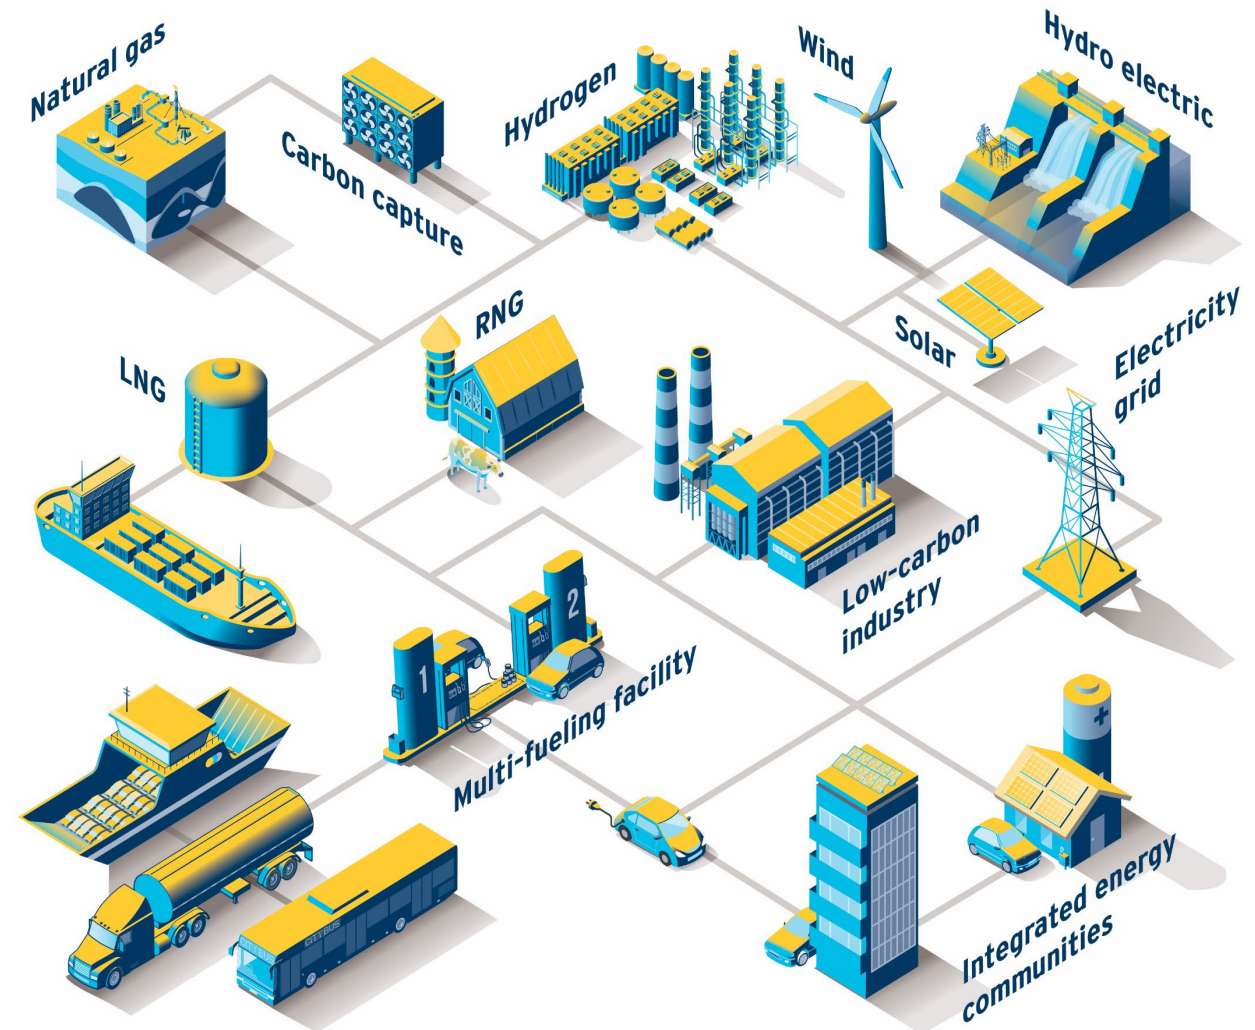 Natural gas
Carbon capture
Hydrogen
Wind
Hydro electric
LNG
RNG
Solar
Electricity
grid
Low-carbon
industry
1
2
Multi-fueling facility
+
Integrated energy
communities